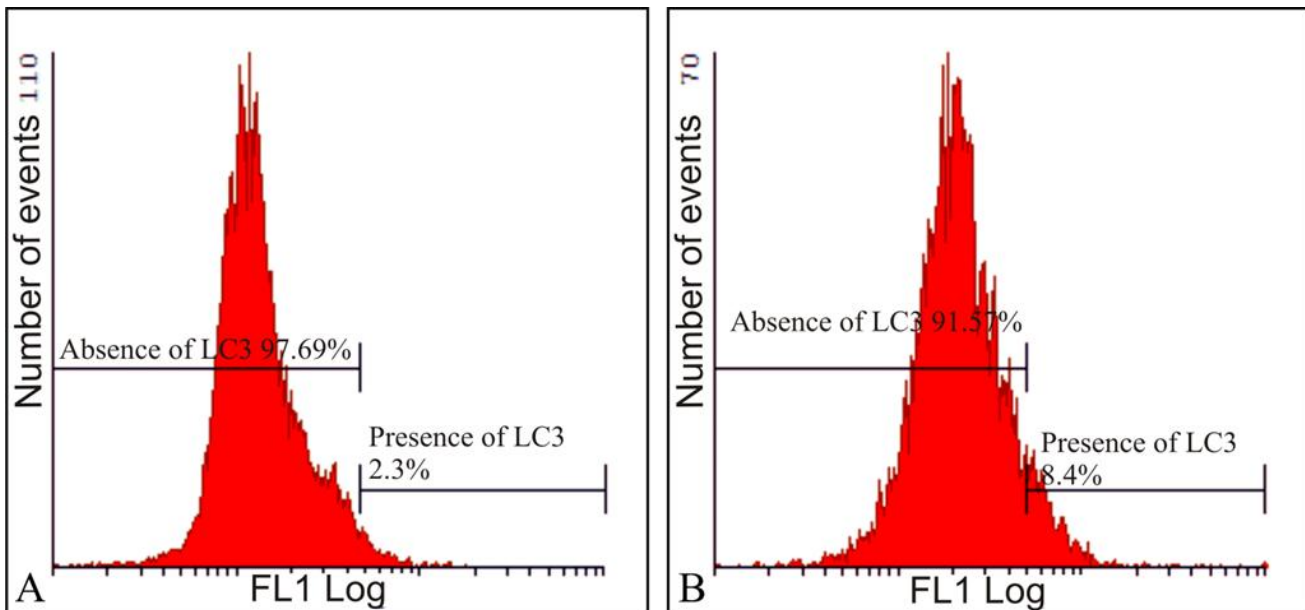 110
Number of events
Absence of LC3 97.69%
Presence of LC3
2.3%
A
FL1 Log
70
Number of events
Absence of LC3 91.57%
Presence of LC3
8.4%
B
FL1 Log